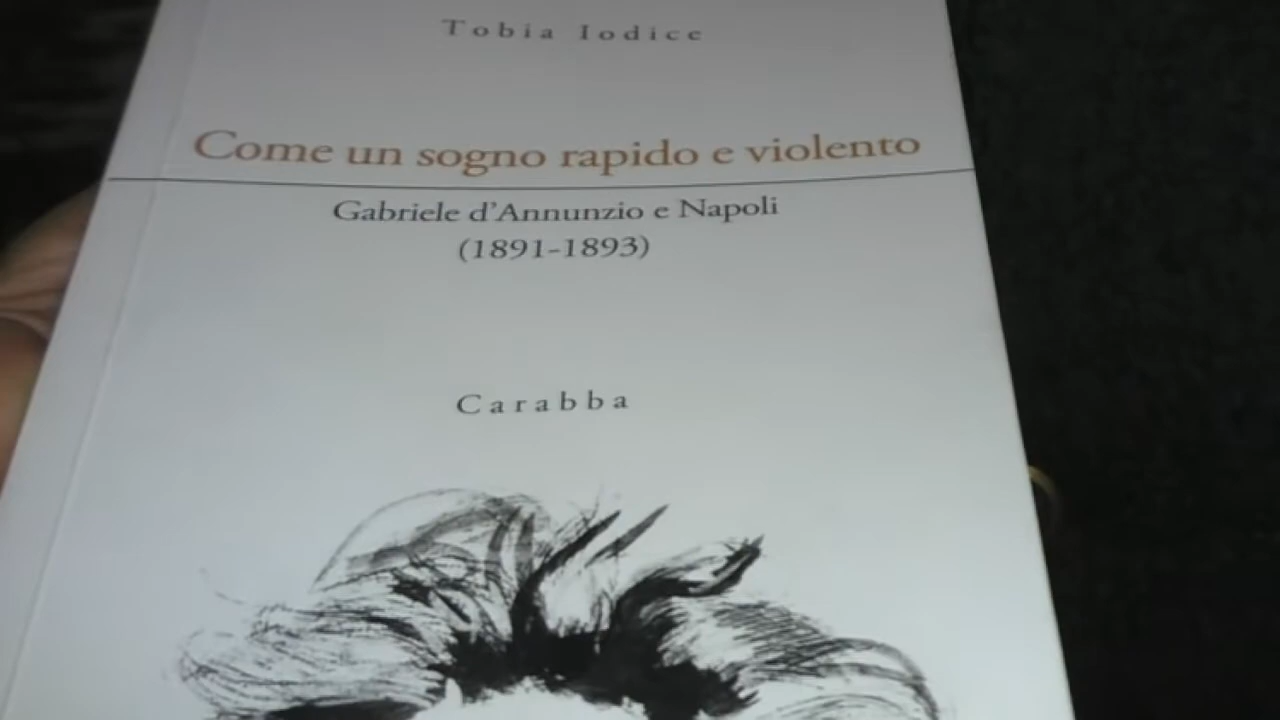 Tobia Iodice
Come un sogno rapido e violento
Gabriele d'Annunzio e Napoli
(1891-1893)
Carabba